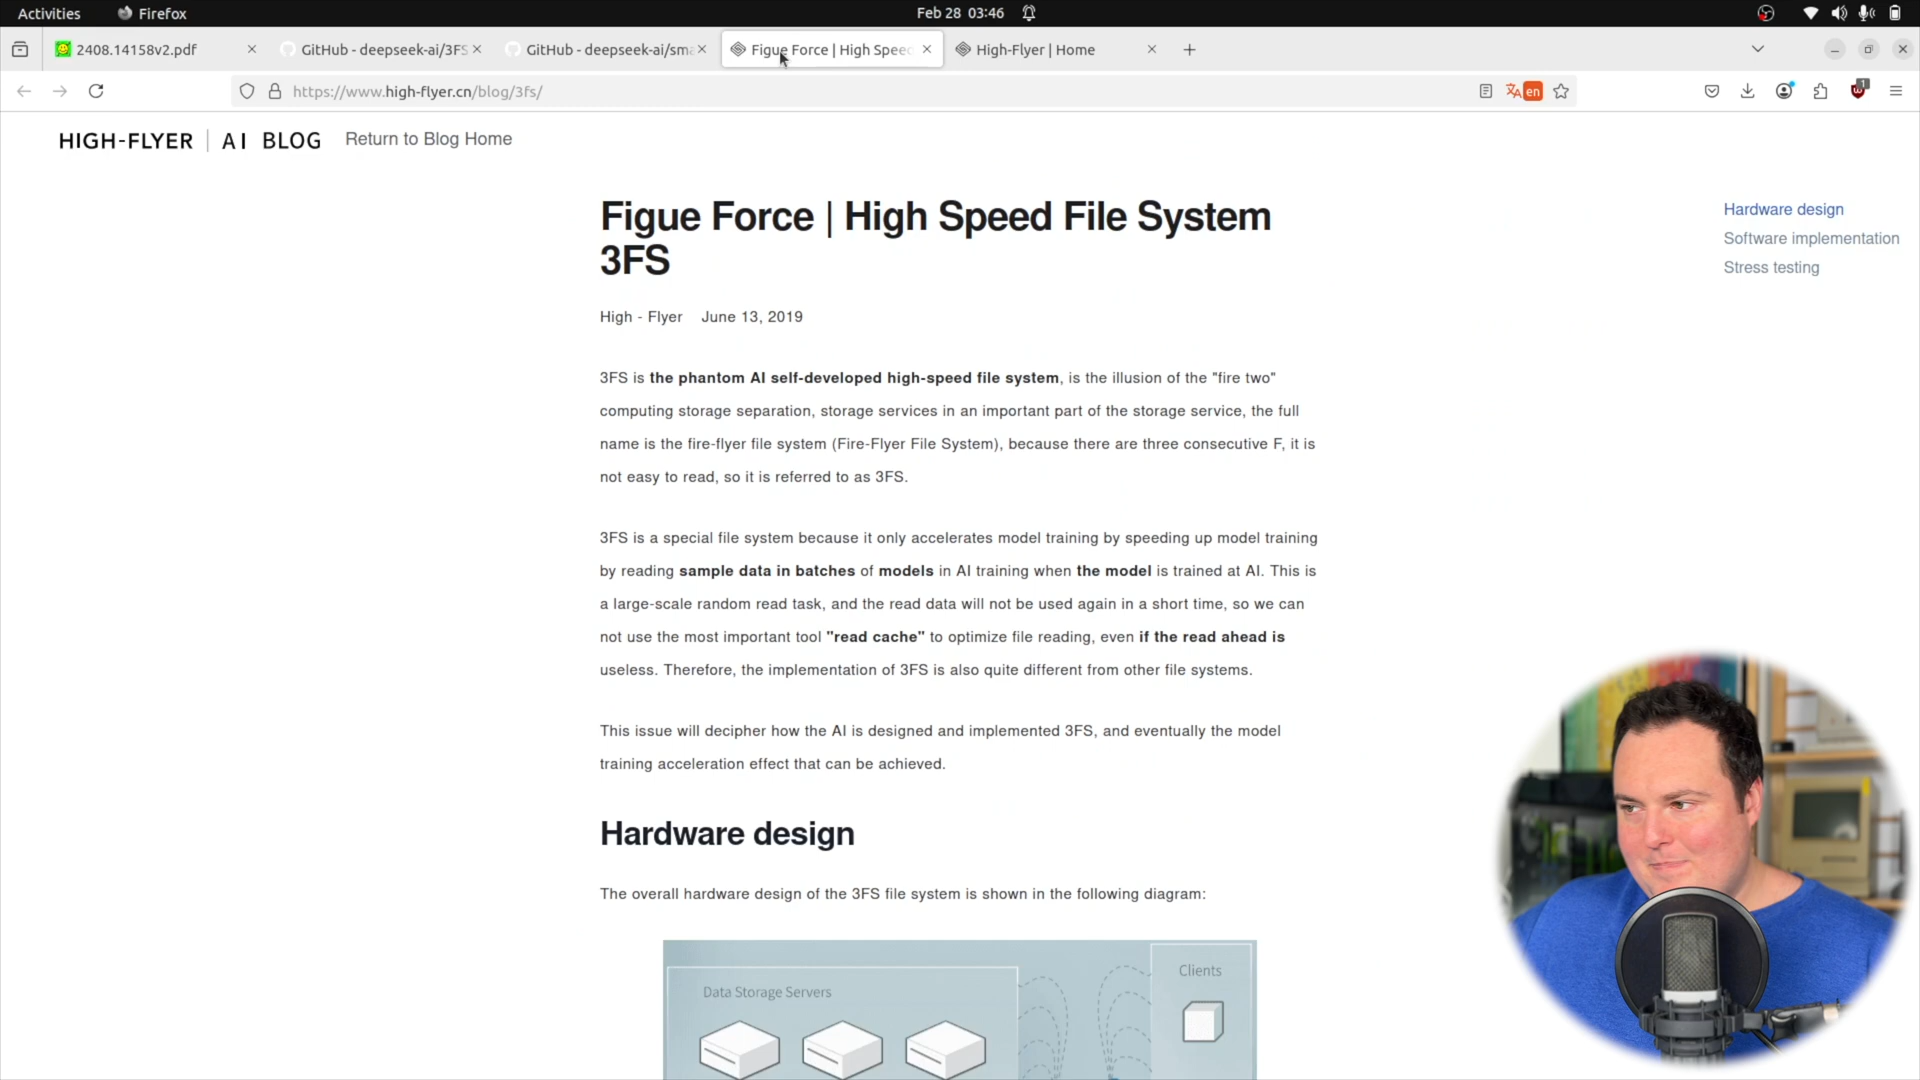 Activities
Firefox
Feb 28 03:46
2408.14158v2.pdf
GitHub - deepseek-ai/3FS
GitHub - deepseek-ai/sma
Figue Force | High Speed
High-Flyer | Home
https://www.high-flyer.cn/blog/3fs/
en
1
HIGH-FLYER | AI BLOG
Return to Blog Home
Figue Force | High Speed File System
3FS
High - Flyer June 13, 2019
3FS is the phantom AI self-developed high-speed file system, is the illusion of the "fire two"
computing storage separation, storage services in an important part of the storage service, the full
name is the fire-flyer file system (Fire-Flyer File System), because there are three consecutive F, it is
not easy to read, so it is referred to as 3FS.
3FS is a special file system because it only accelerates model training by speeding up model training
by reading sample data in batches of models in AI training when the model is trained at AI. This is
a large-scale random read task, and the read data will not be used again in a short time, so we can
not use the most important tool "read cache" to optimize file reading, even if the read ahead is
useless. Therefore, the implementation of 3FS is also quite different from other file systems.
This issue will decipher how the AI is designed and implemented 3FS, and eventually the model
training acceleration effect that can be achieved.
Hardware design
The overall hardware design of the 3FS file system is shown in the following diagram:
Data Storage Servers
Clients
Hardware design
Software implementation
Stress testing